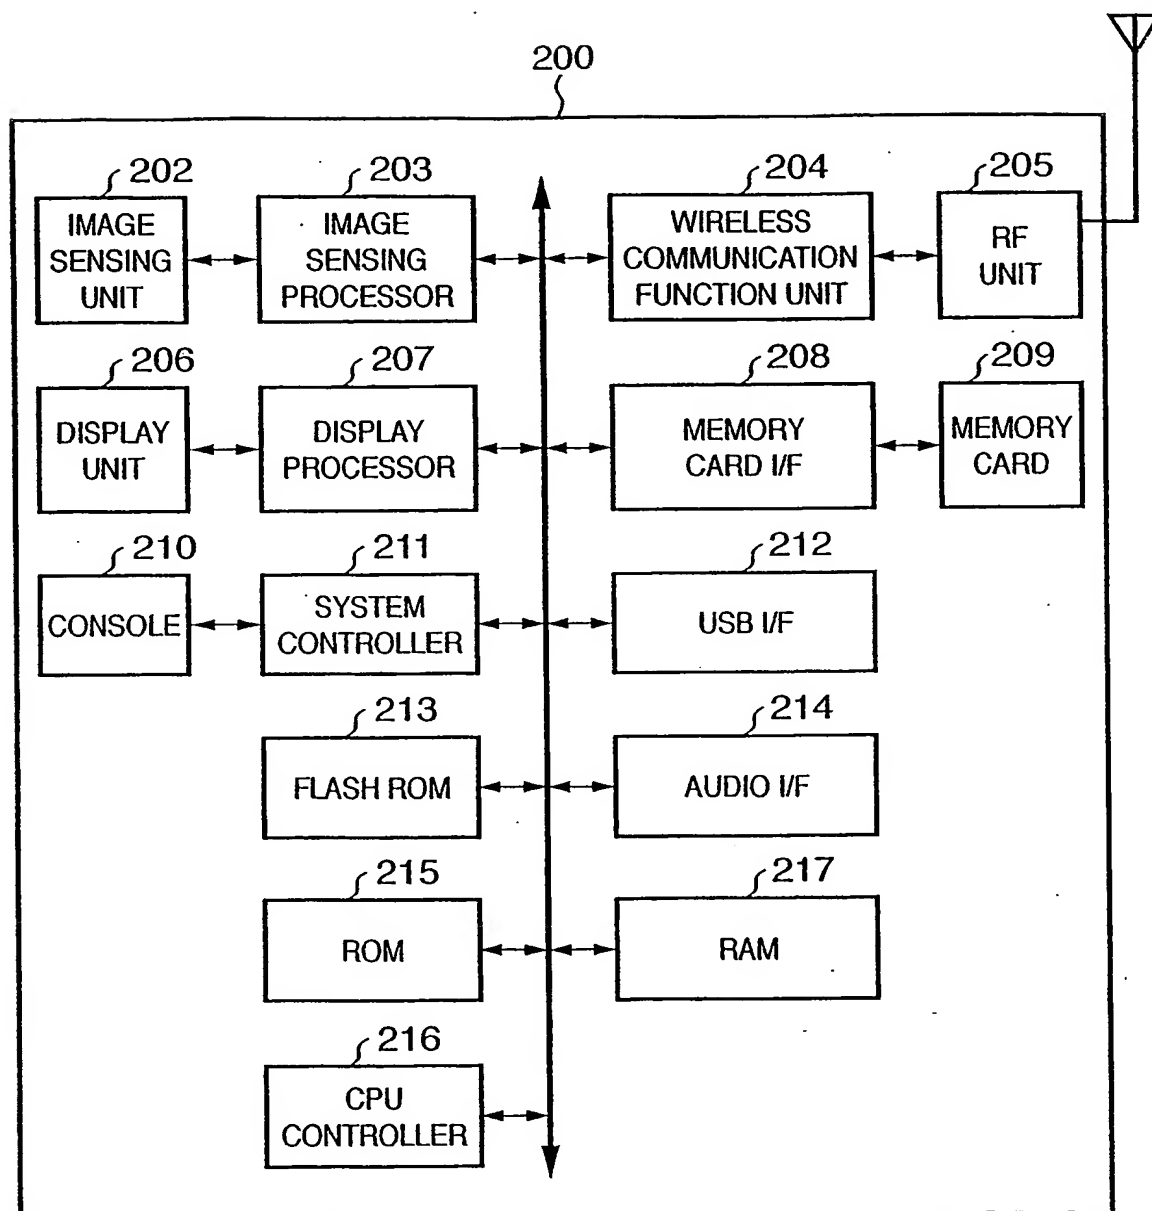 200
202
203
204
205
IMAGE
SENSING
UNIT
IMAGE
SENSING
PROCESSOR
WIRELESS
COMMUNICATION
FUNCTION UNIT
RF
UNIT
206
207
208
209
DISPLAY
UNIT
DISPLAY
PROCESSOR
MEMORY
CARD I/F
MEMORY
CARD
210
211
212
CONSOLE
SYSTEM
CONTROLLER
USB I/F
213
214
FLASH ROM
AUDIO I/F
215
217
ROM
RAM
216
CPU
CONTROLLER